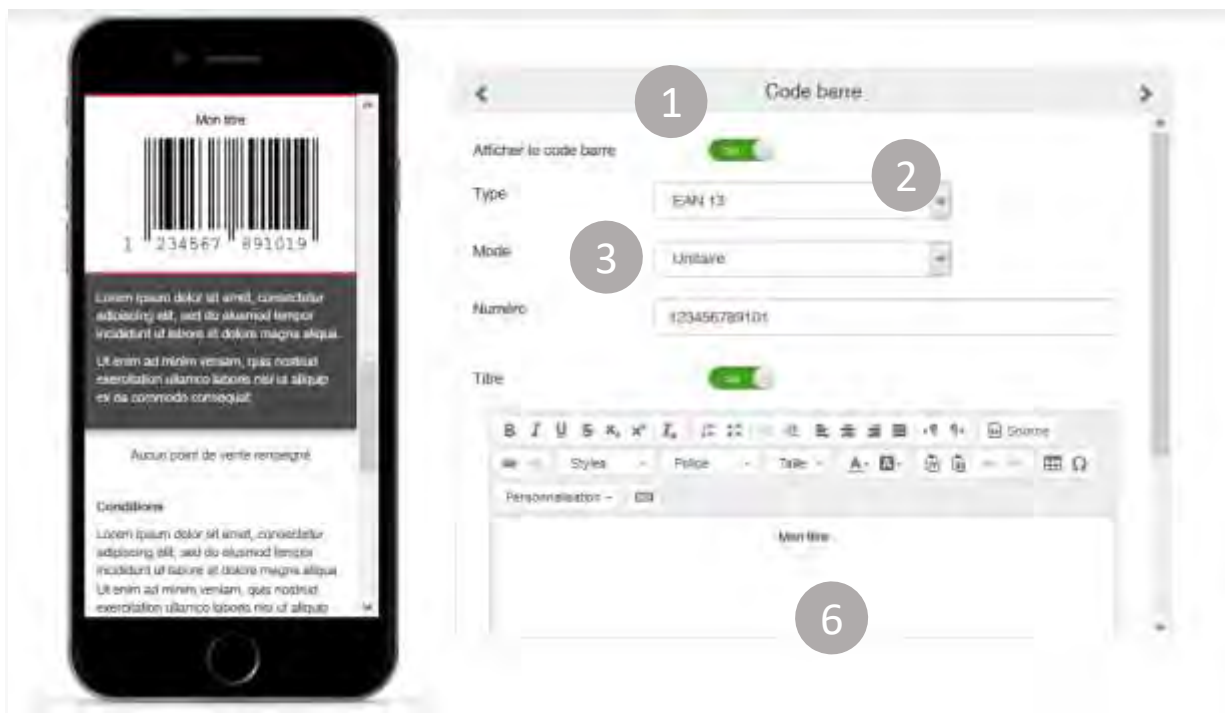 Mon titre
1 234567 891019
Lorem ipsum dolor sit amet, consectetur
adipiscing elit, sed do eiusmod tempor
incididunt ut labore et dolore magna aliqua.
Ut enim ad minim veniam, quis nostrud
exercitation ullamco laboris nisi ut aliquip
ex ea commodo consequat.
Aucun point de vente renseigné
Conditions
Lorem ipsum dolor sit amet, consectetur
adipiscing elit, sed do eiusmod tempor
incididunt ut labore et dolore magna aliqua.
Ut enim ad minim veniam, quis nostrud
exercitation ullamco laboris nisi ut aliquip
1
Code barre
Afficher le code barre
2
Type
EAN 13
3
Mode
Unitaire
Numéro
123456789101
Titre
B I U S x₂ x² Iₓ Source
Styles Police Taille A A Ω
Personnalisation
Mon titre
6